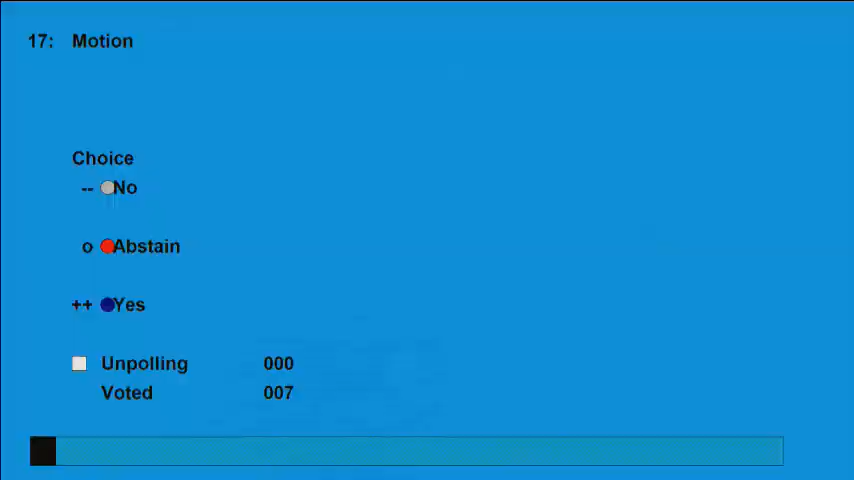 17: Motion
Choice
-- No
o Abstain
++ Yes
Unpolling 000
Voted 007